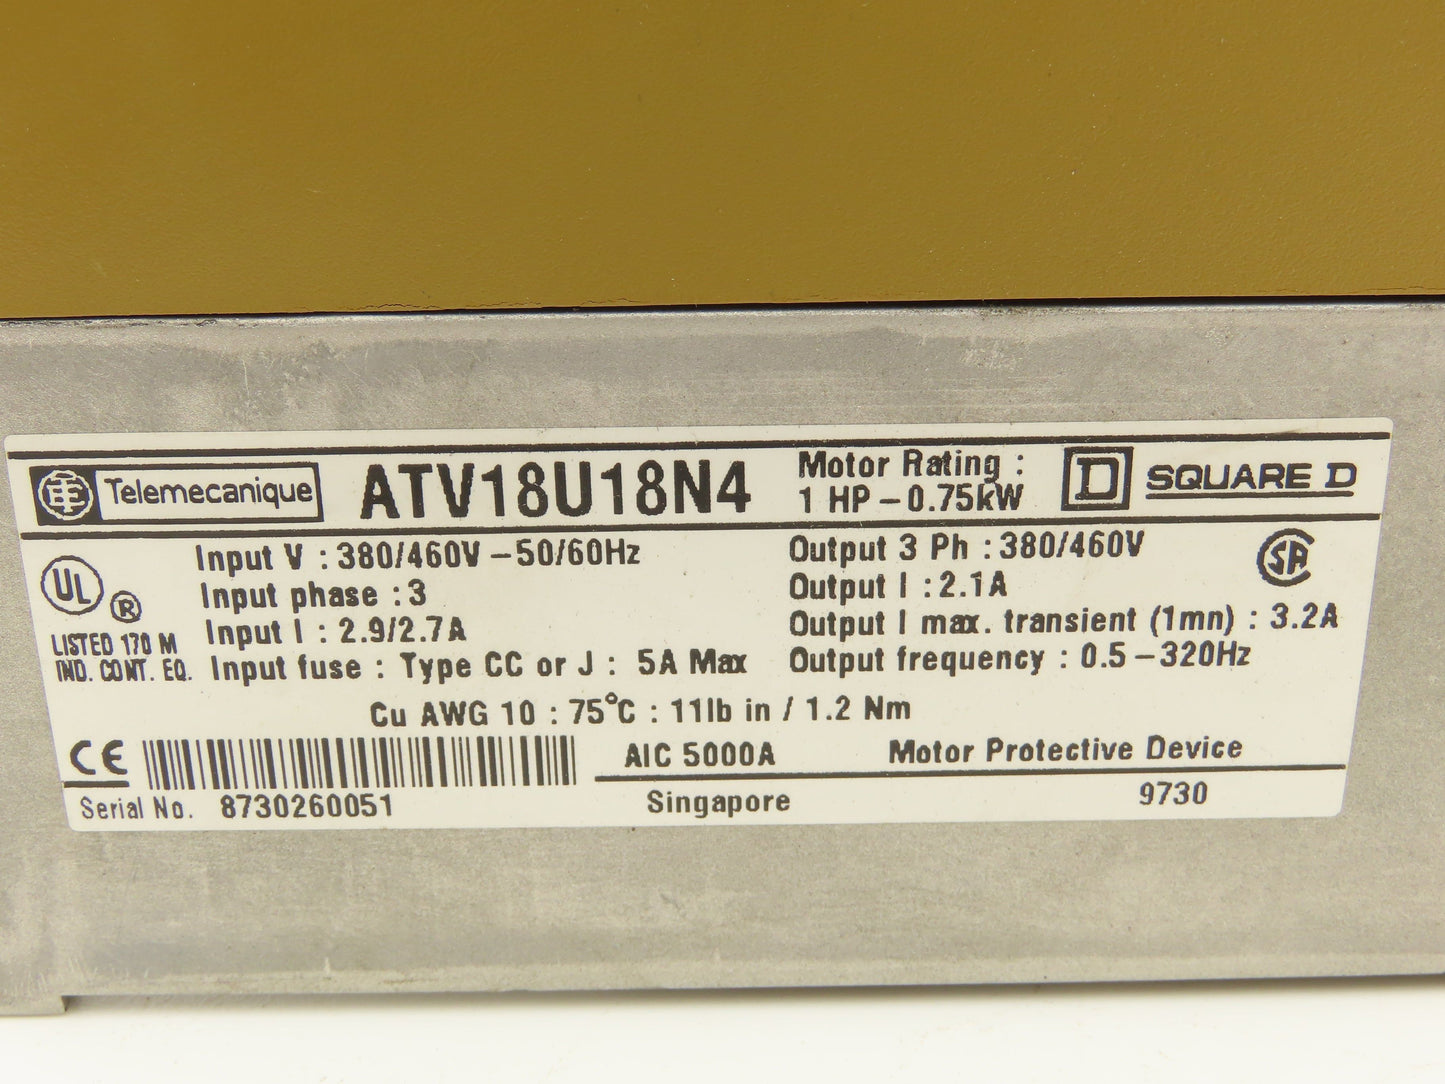 TE Telemecanique ATV18U18N4 Motor Rating : D SQUARE D
1 HP – 0.75kW
UL ®
LISTED 170 M
IND. CONT. EQ.
Input V : 380/460V – 50/60Hz
Input phase : 3
Input I : 2.9/2.7A
Input fuse : Type CC or J : 5A Max
Output 3 Ph : 380/460V
Output I : 2.1A
Output I max. transient (1mn) : 3.2A
Output frequency : 0.5 – 320Hz
SA
Cu AWG 10 : 75°C : 11lb in / 1.2 Nm
CE AIC 5000A Motor Protective Device
Serial No. 8730260051 Singapore 9730